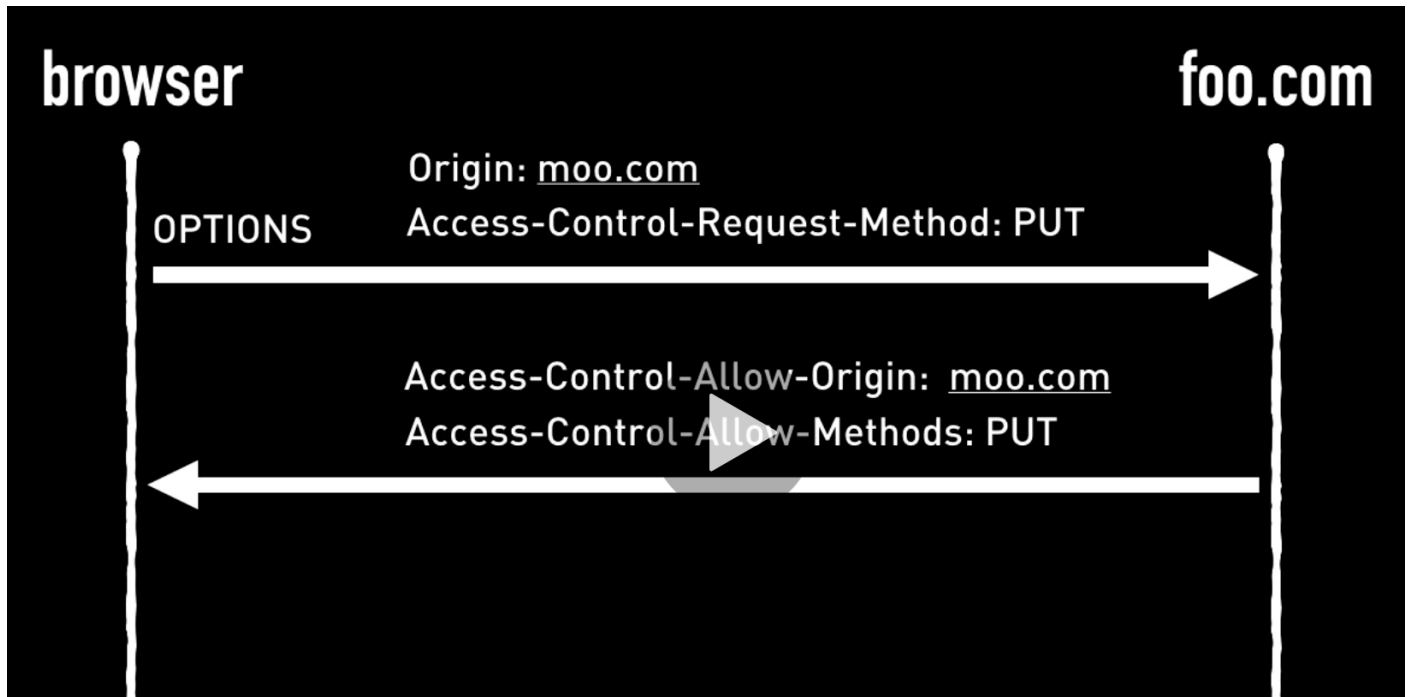 browser
foo.com
Origin: moo.com
OPTIONS
Access-Control-Request-Method: PUT
Access-Control-Allow-Origin: moo.com
Access-Control-Allow-Methods: PUT